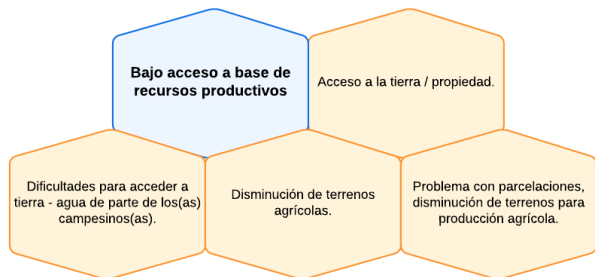 Bajo acceso a base de
recursos productivos
Acceso a la tierra / propiedad.
Dificultades para acceder a
tierra - agua de parte de los(as)
campesinos(as).
Disminución de terrenos
agrícolas.
Problema con parcelaciones,
disminución de terrenos para
producción agrícola.